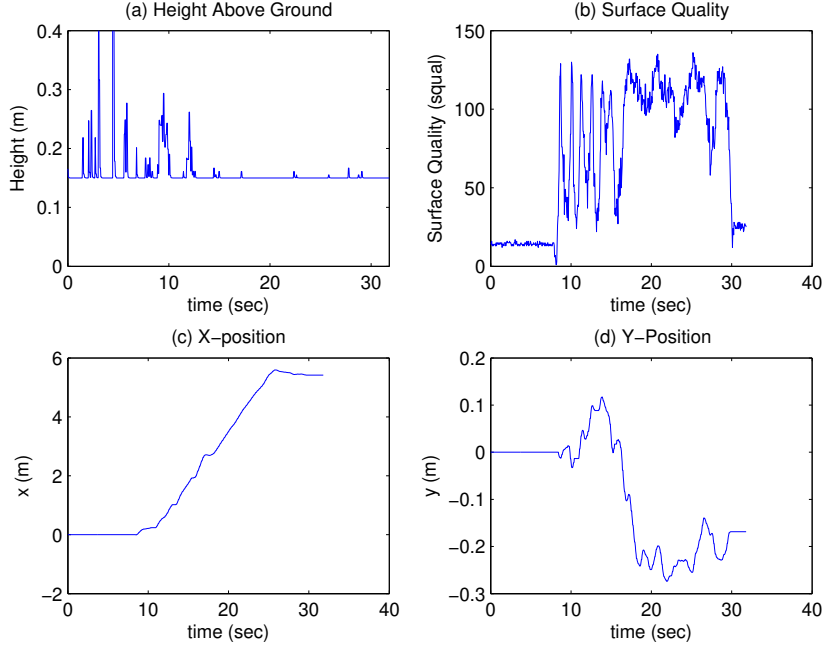 (a) Height Above Ground
0.4
0.3
0.2
0.1
0
Height (m)
0 10 20 30
time (sec)
(b) Surface Quality
150
100
50
0
Surface Quality (squal)
0 10 20 30 40
time (sec)
(c) X−position
6
4
2
0
−2
x (m)
0 10 20 30 40
time (sec)
(d) Y−Position
0.2
0.1
0
−0.1
−0.2
−0.3
y (m)
0 10 20 30 40
time (sec)